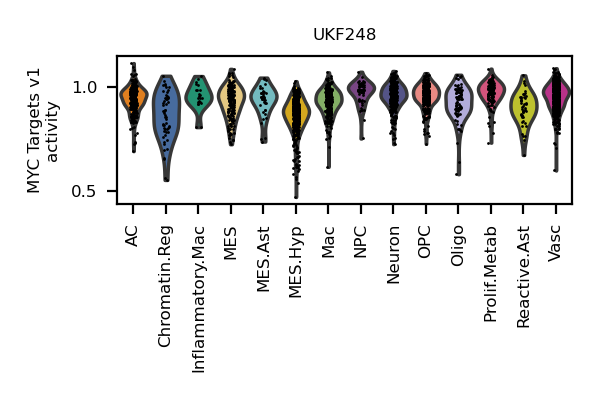 UKF248
MYC Targets v1
activity
1.0
0.5
AC
Chromatin.Reg
Inflammatory.Mac
MES
MES.Ast
MES.Hyp
Mac
NPC
Neuron
OPC
Oligo
Prolif.Metab
Reactive.Ast
Vasc